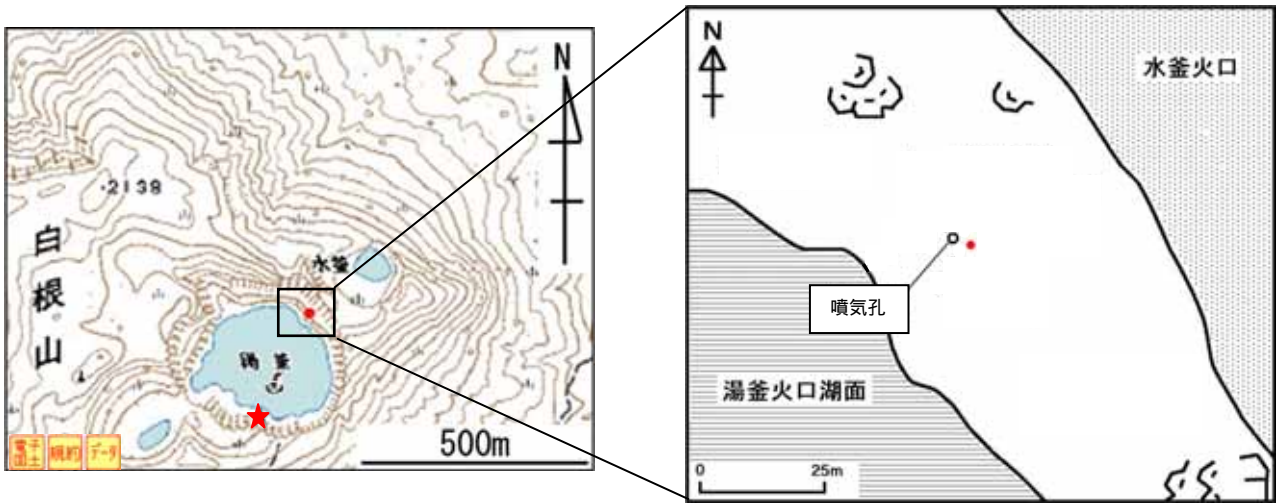 N
2138
白根山
水釜
湯釜
500m
電子国土
規約
データ
N
水釜火口
噴気孔
湯釜火口湖面
0 25m